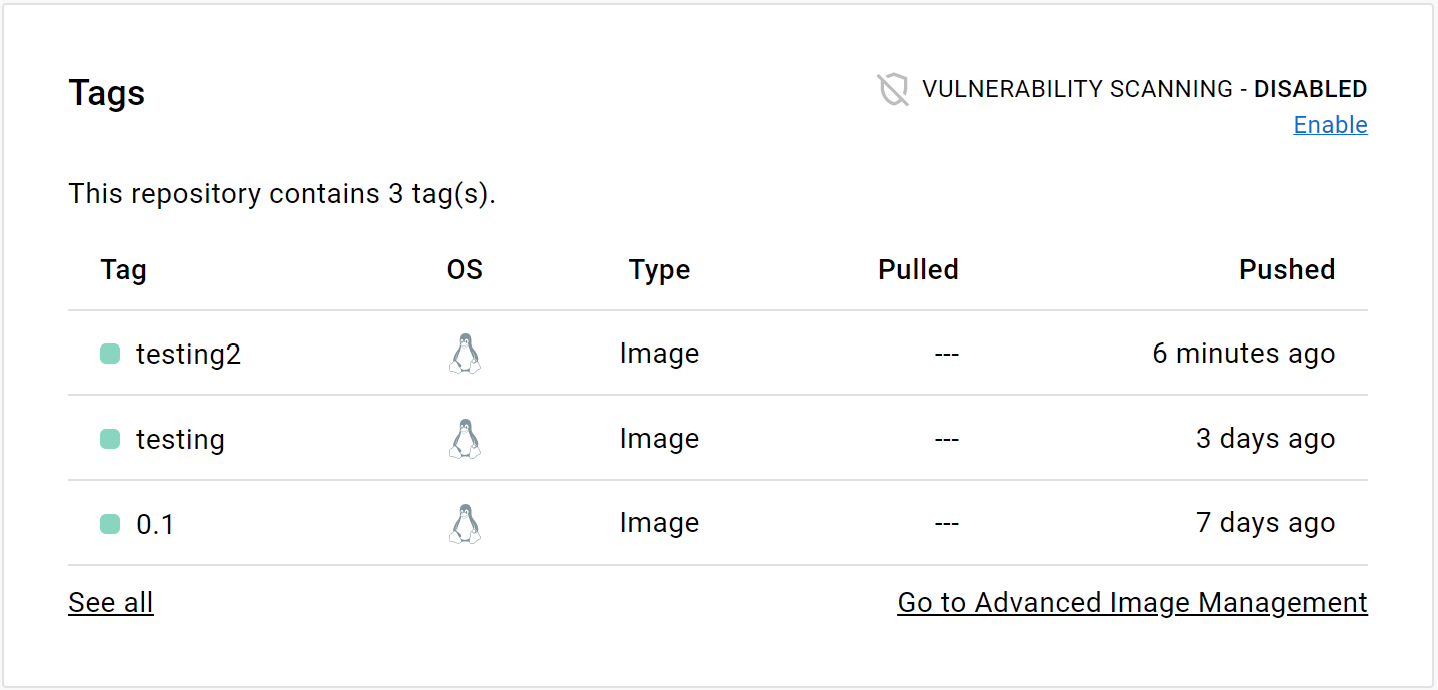 Tags
VULNERABILITY SCANNING - DISABLED
Enable
This repository contains 3 tag(s).
Tag OS Type Pulled Pushed
testing2 Image --- 6 minutes ago
testing Image --- 3 days ago
0.1 Image --- 7 days ago
See all Go to Advanced Image Management